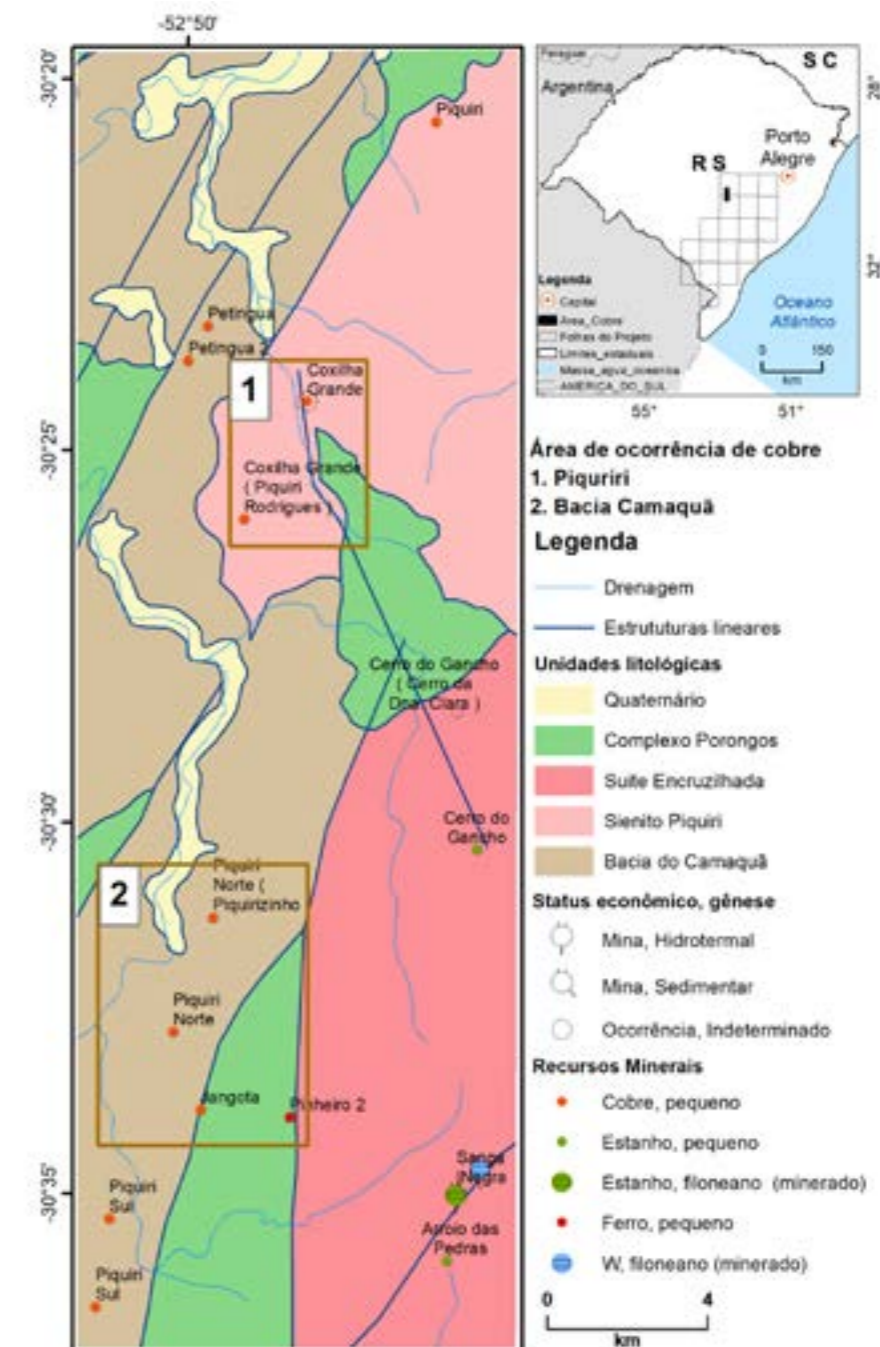 -52°50'
-30°20'
-30°25'
-30°30'
-30°35'
Piquiri
Petingua
Petingua 2
1
Coxilha
Grande
Coxilha Grande
( Piquiri
Rodrigues )
Cerro do Gancho
( Cerro da
Dna. Clara )
Cerro do
Gancho
2
Piquiri
Norte (
Piquirizinho
Piquiri
Norte
Jangota
Pinheiro 2
Sanga
Negra
Arroio das
Pedras
Piquiri
Sul
Piquiri
Sul
Paraguai
Argentina
S C
28°
Porto
Alegre
R S
32°
Legenda
Capital
Área_Cobre
Folhas do Projeto
Limites_estaduais
Massa_agua_oceanica
AMERICA_DO_SUL
Oceano
Atlântico
0 150
km
55° 51°
Área de ocorrência de cobre
1. Piquriri
2. Bacia Camaquã
Legenda
Drenagem
Estrututuras lineares
Unidades litológicas
Quaternário
Complexo Porongos
Suite Encruzilhada
Sienito Piquiri
Bacia do Camaquã
Status econômico, gênese
Mina, Hidrotermal
Mina, Sedimentar
Ocorrência, Indeterminado
Recursos Minerais
Cobre, pequeno
Estanho, pequeno
Estanho, filoneano (minerado)
Ferro, pequeno
W, filoneano (minerado)
0 4
km